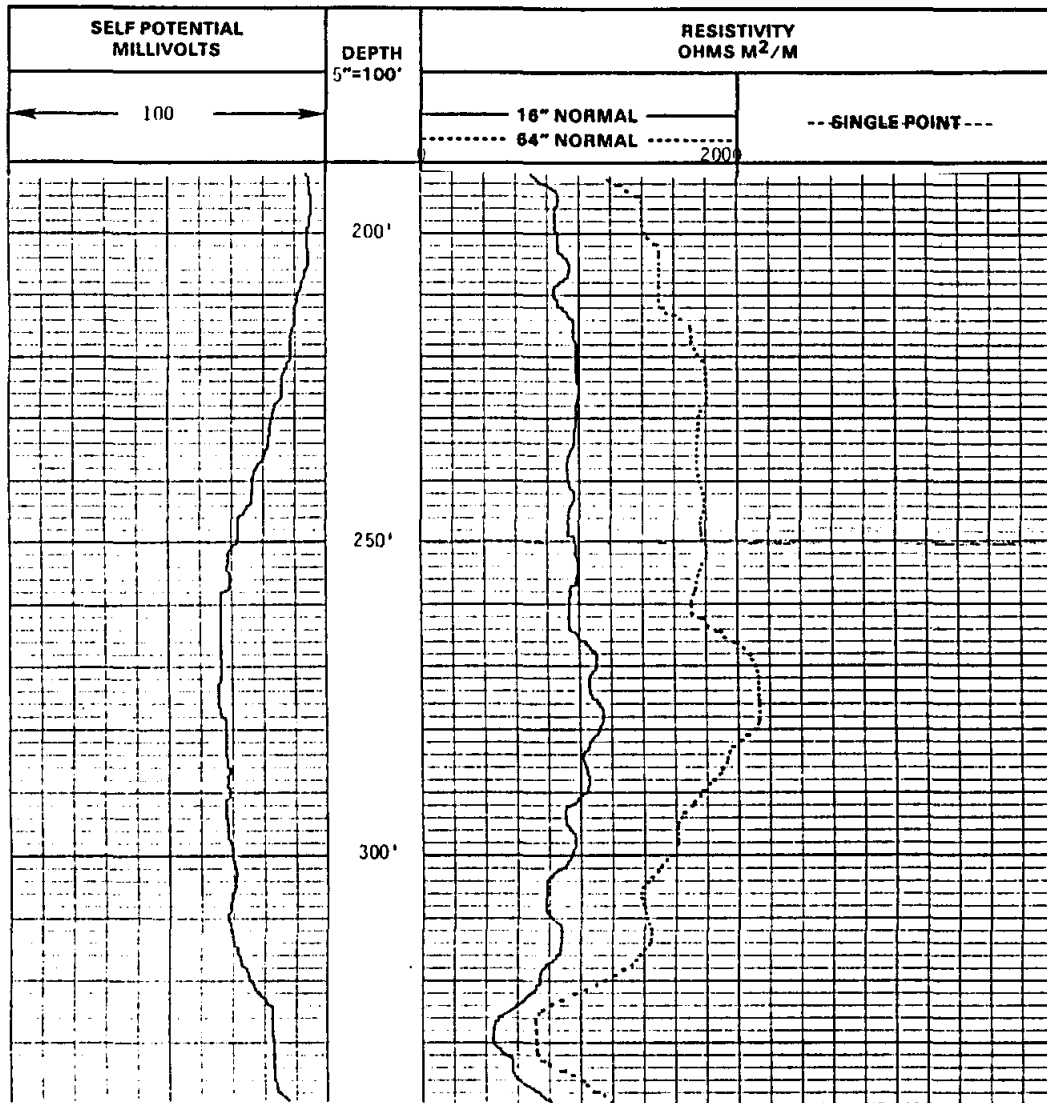 SELF POTENTIAL
MILLIVOLTS
DEPTH
5"=100'
RESISTIVITY
OHMS M²/M
100
16" NORMAL
64" NORMAL
--SINGLE POINT---
0
2000
200'
250'
300'